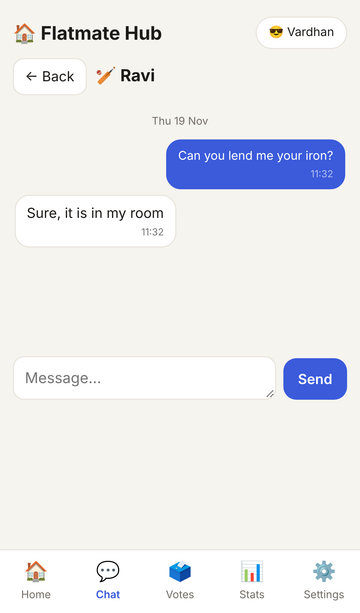 🏠 Flatmate Hub
😎 Vardhan
← Back
🏏 Ravi
Thu 19 Nov
Can you lend me your iron?
11:32
Sure, it is in my room
11:32
Message...
Send
Home
Chat
Votes
Stats
Settings